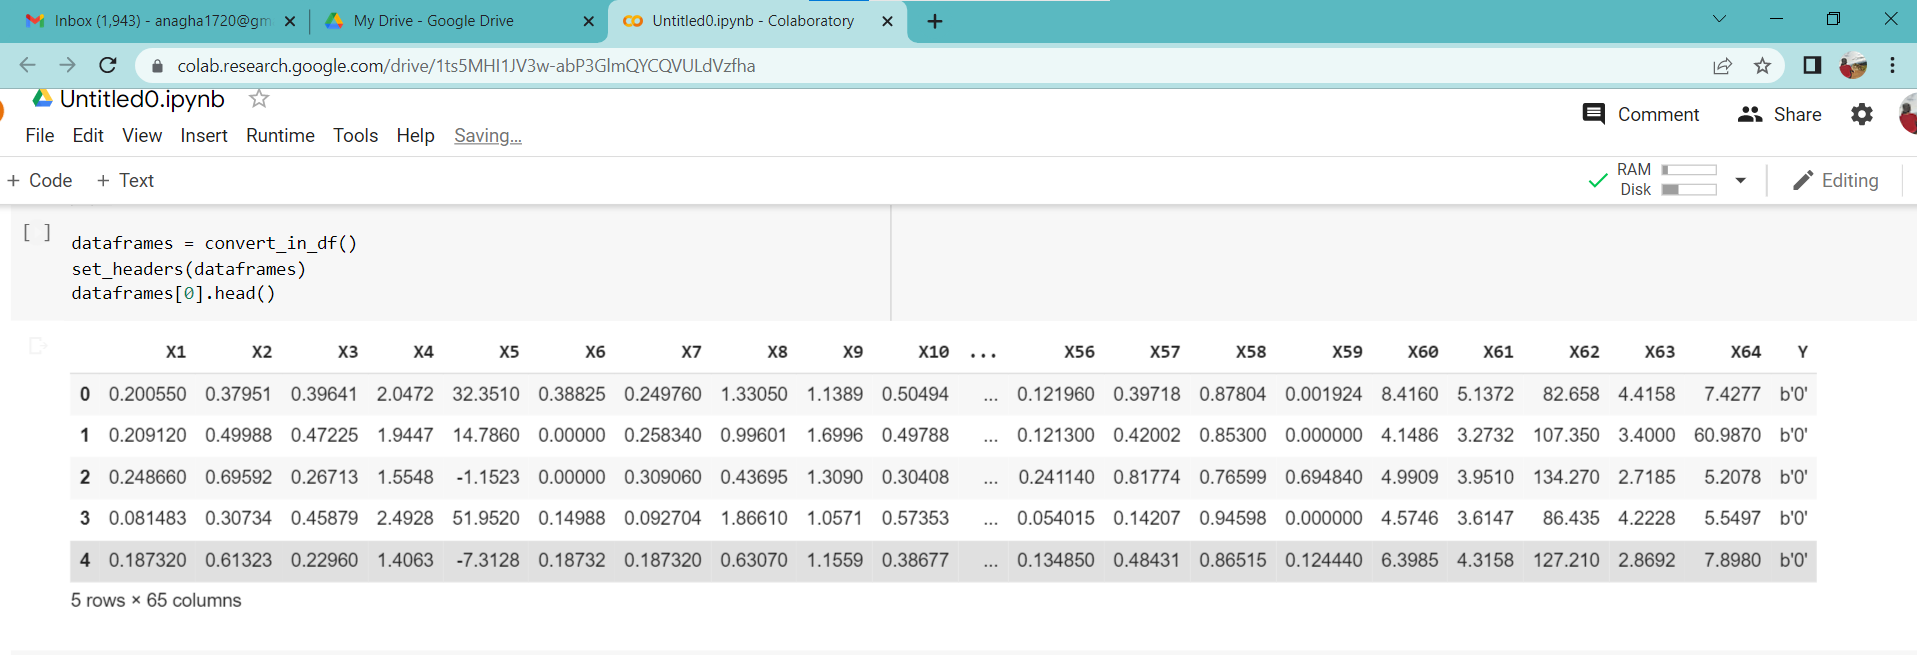 Inbox (1,943) - anagha1720@gm
My Drive - Google Drive
Untitled0.ipynb - Colaboratory
colab.research.google.com/drive/1ts5MHI1JV3w-abP3GlmQYCQVULdVzfha
Untitled0.ipynb
Comment Share
File Edit View Insert Runtime Tools Help Saving...
+ Code + Text
RAM
Disk
Editing
[ ]
dataframes = convert_in_df()
set_headers(dataframes)
dataframes[0].head()
X1 X2 X3 X4 X5 X6 X7 X8 X9 X10 ... X56 X57 X58 X59 X60 X61 X62 X63 X64 Y
0 0.200550 0.37951 0.39641 2.0472 32.3510 0.38825 0.249760 1.33050 1.1389 0.50494 ... 0.121960 0.39718 0.87804 0.001924 8.4160 5.1372 82.658 4.4158 7.4277 b'0'
1 0.209120 0.49988 0.47225 1.9447 14.7860 0.00000 0.258340 0.99601 1.6996 0.49788 ... 0.121300 0.42002 0.85300 0.000000 4.1486 3.2732 107.350 3.4000 60.9870 b'0'
2 0.248660 0.69592 0.26713 1.5548 -1.1523 0.00000 0.309060 0.43695 1.3090 0.30408 ... 0.241140 0.81774 0.76599 0.694840 4.9909 3.9510 134.270 2.7185 5.2078 b'0'
3 0.081483 0.30734 0.45879 2.4928 51.9520 0.14988 0.092704 1.86610 1.0571 0.57353 ... 0.054015 0.14207 0.94598 0.000000 4.5746 3.6147 86.435 4.2228 5.5497 b'0'
4 0.187320 0.61323 0.22960 1.4063 -7.3128 0.18732 0.187320 0.63070 1.1559 0.38677 ... 0.134850 0.48431 0.86515 0.124440 6.3985 4.3158 127.210 2.8692 7.8980 b'0'
5 rows × 65 columns